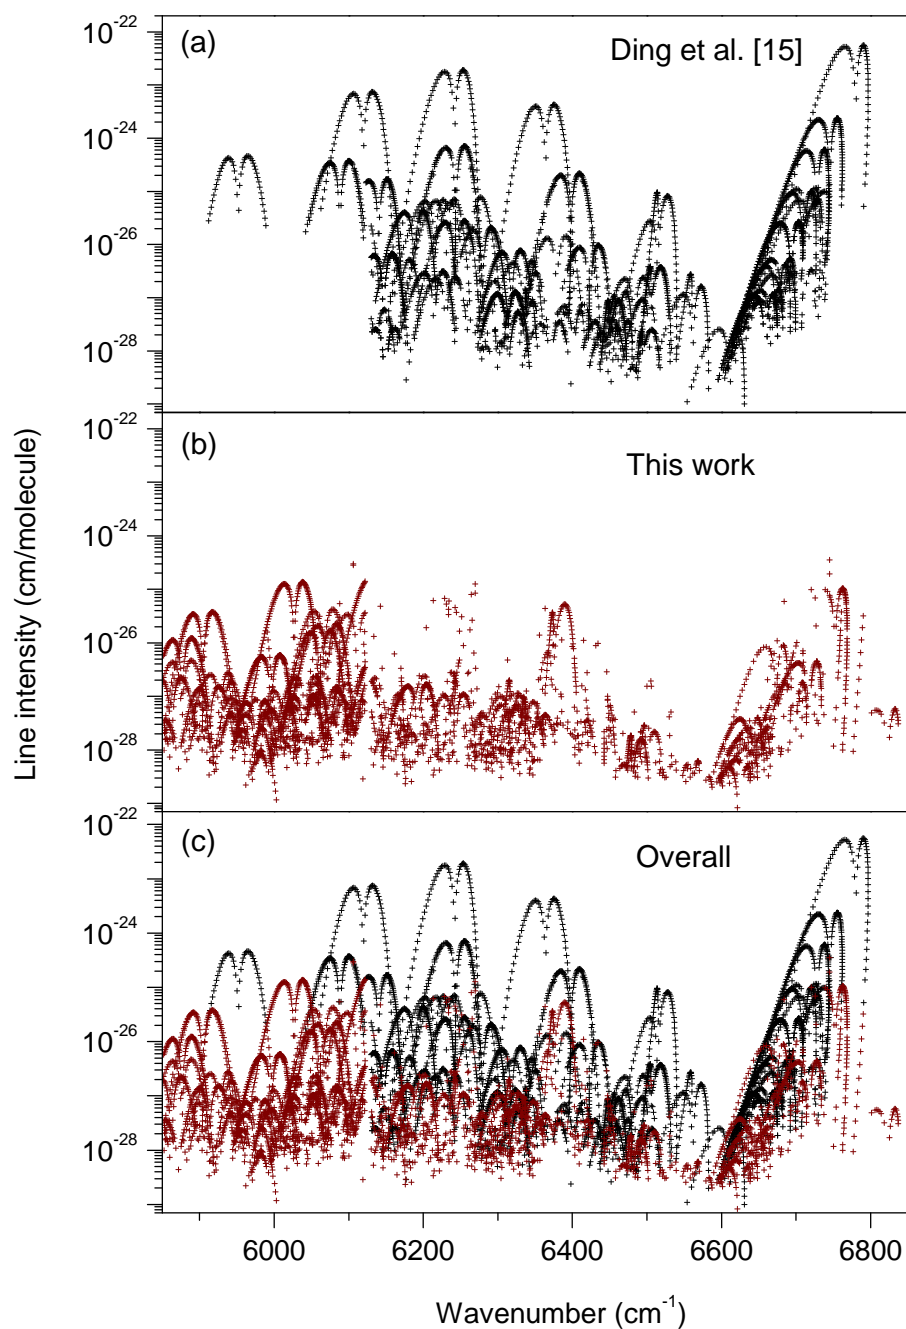 (a)
Ding et al. [15]
10⁻²²
10⁻²⁴
10⁻²⁶
10⁻²⁸
(b)
This work
10⁻²²
10⁻²⁴
10⁻²⁶
10⁻²⁸
Line intensity (cm/molecule)
(c)
Overall
10⁻²²
10⁻²⁴
10⁻²⁶
10⁻²⁸
6000 6200 6400 6600 6800
Wavenumber (cm⁻¹)